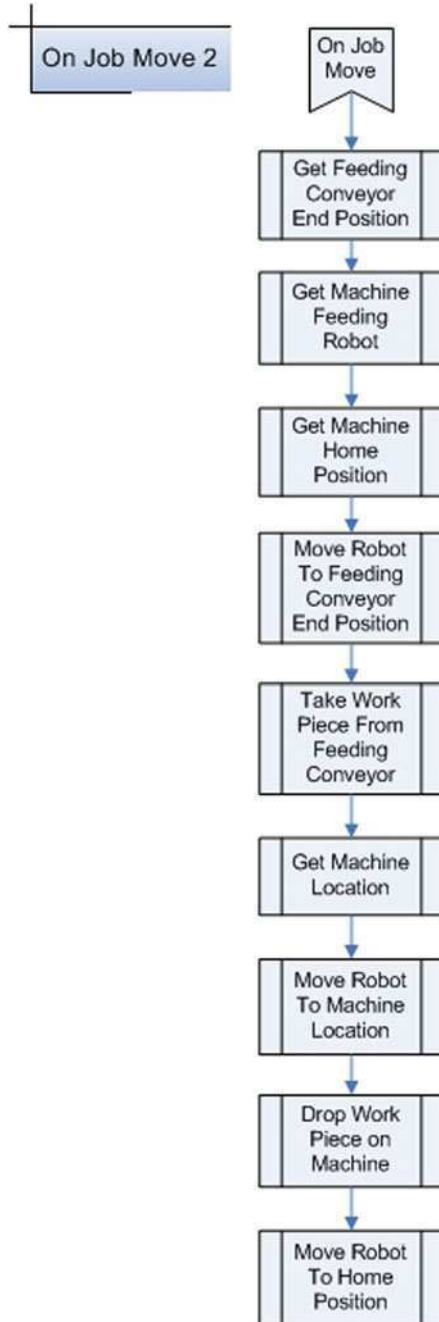 On Job Move 2
On Job
Move
Get Feeding
Conveyor
End Position
Get Machine
Feeding
Robot
Get Machine
Home
Position
Move Robot
To Feeding
Conveyor
End Position
Take Work
Piece From
Feeding
Conveyor
Get Machine
Location
Move Robot
To Machine
Location
Drop Work
Piece on
Machine
Move Robot
To Home
Position